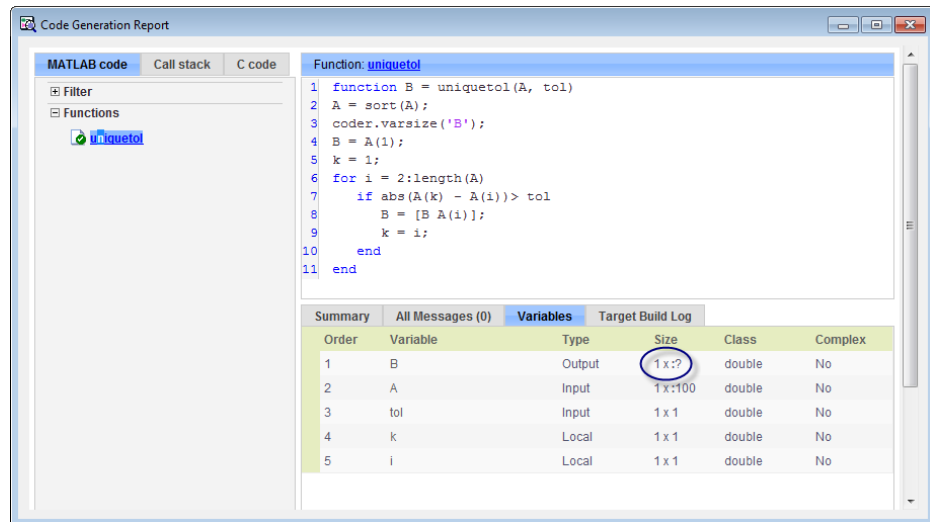 Code Generation Report
MATLAB code Call stack C code
Filter
Functions
uniquetol
Function: uniquetol
1 function B = uniquetol(A, tol)
2 A = sort(A);
3 coder.varsize('B');
4 B = A(1);
5 k = 1;
6 for i = 2:length(A)
7 if abs(A(k) - A(i))> tol
8 B = [B A(i)];
9 k = i;
10 end
11 end
Summary All Messages (0) Variables Target Build Log
Order Variable Type Size Class Complex
1 B Output 1 x :? double No
2 A Input 1 x :100 double No
3 tol Input 1 x 1 double No
4 k Local 1 x 1 double No
5 i Local 1 x 1 double No